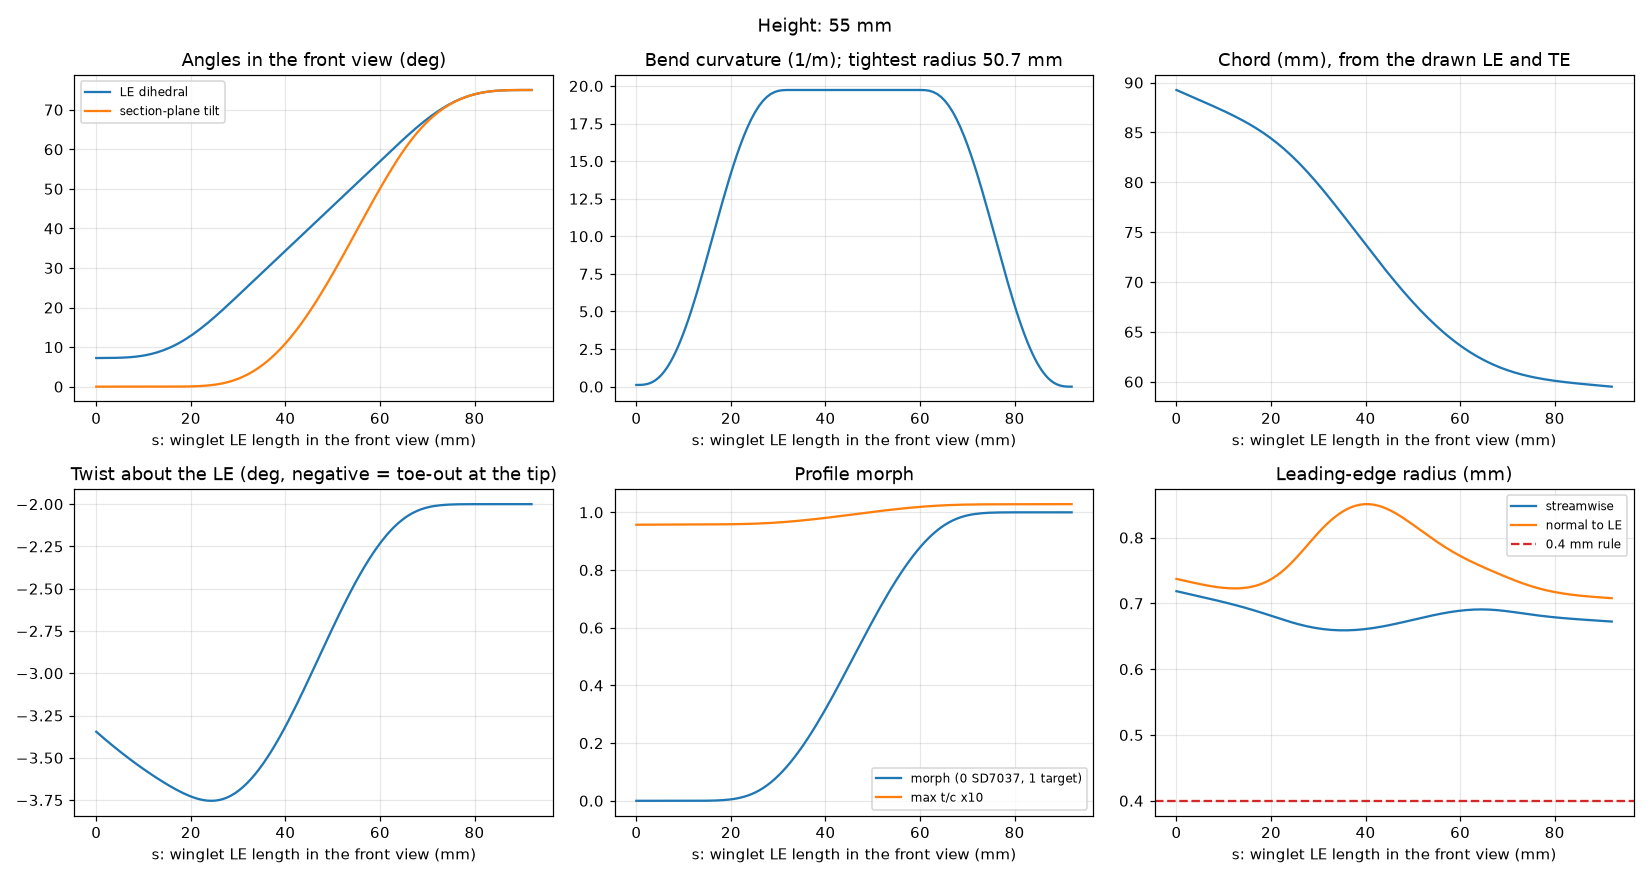 Height: 55 mm
Angles in the front view (deg)
LE dihedral
section-plane tilt
70
60
50
40
30
20
10
0
0 20 40 60 80
s: winglet LE length in the front view (mm)
Bend curvature (1/m); tightest radius 50.7 mm
20.0
17.5
15.0
12.5
10.0
7.5
5.0
2.5
0.0
0 20 40 60 80
s: winglet LE length in the front view (mm)
Chord (mm), from the drawn LE and TE
90
85
80
75
70
65
60
0 20 40 60 80
s: winglet LE length in the front view (mm)
Twist about the LE (deg, negative = toe-out at the tip)
−2.00
−2.25
−2.50
−2.75
−3.00
−3.25
−3.50
−3.75
0 20 40 60 80
s: winglet LE length in the front view (mm)
Profile morph
1.0
0.8
0.6
0.4
0.2
0.0
morph (0 SD7037, 1 target)
max t/c x10
0 20 40 60 80
s: winglet LE length in the front view (mm)
Leading-edge radius (mm)
streamwise
normal to LE
0.4 mm rule
0.8
0.7
0.6
0.5
0.4
0 20 40 60 80
s: winglet LE length in the front view (mm)